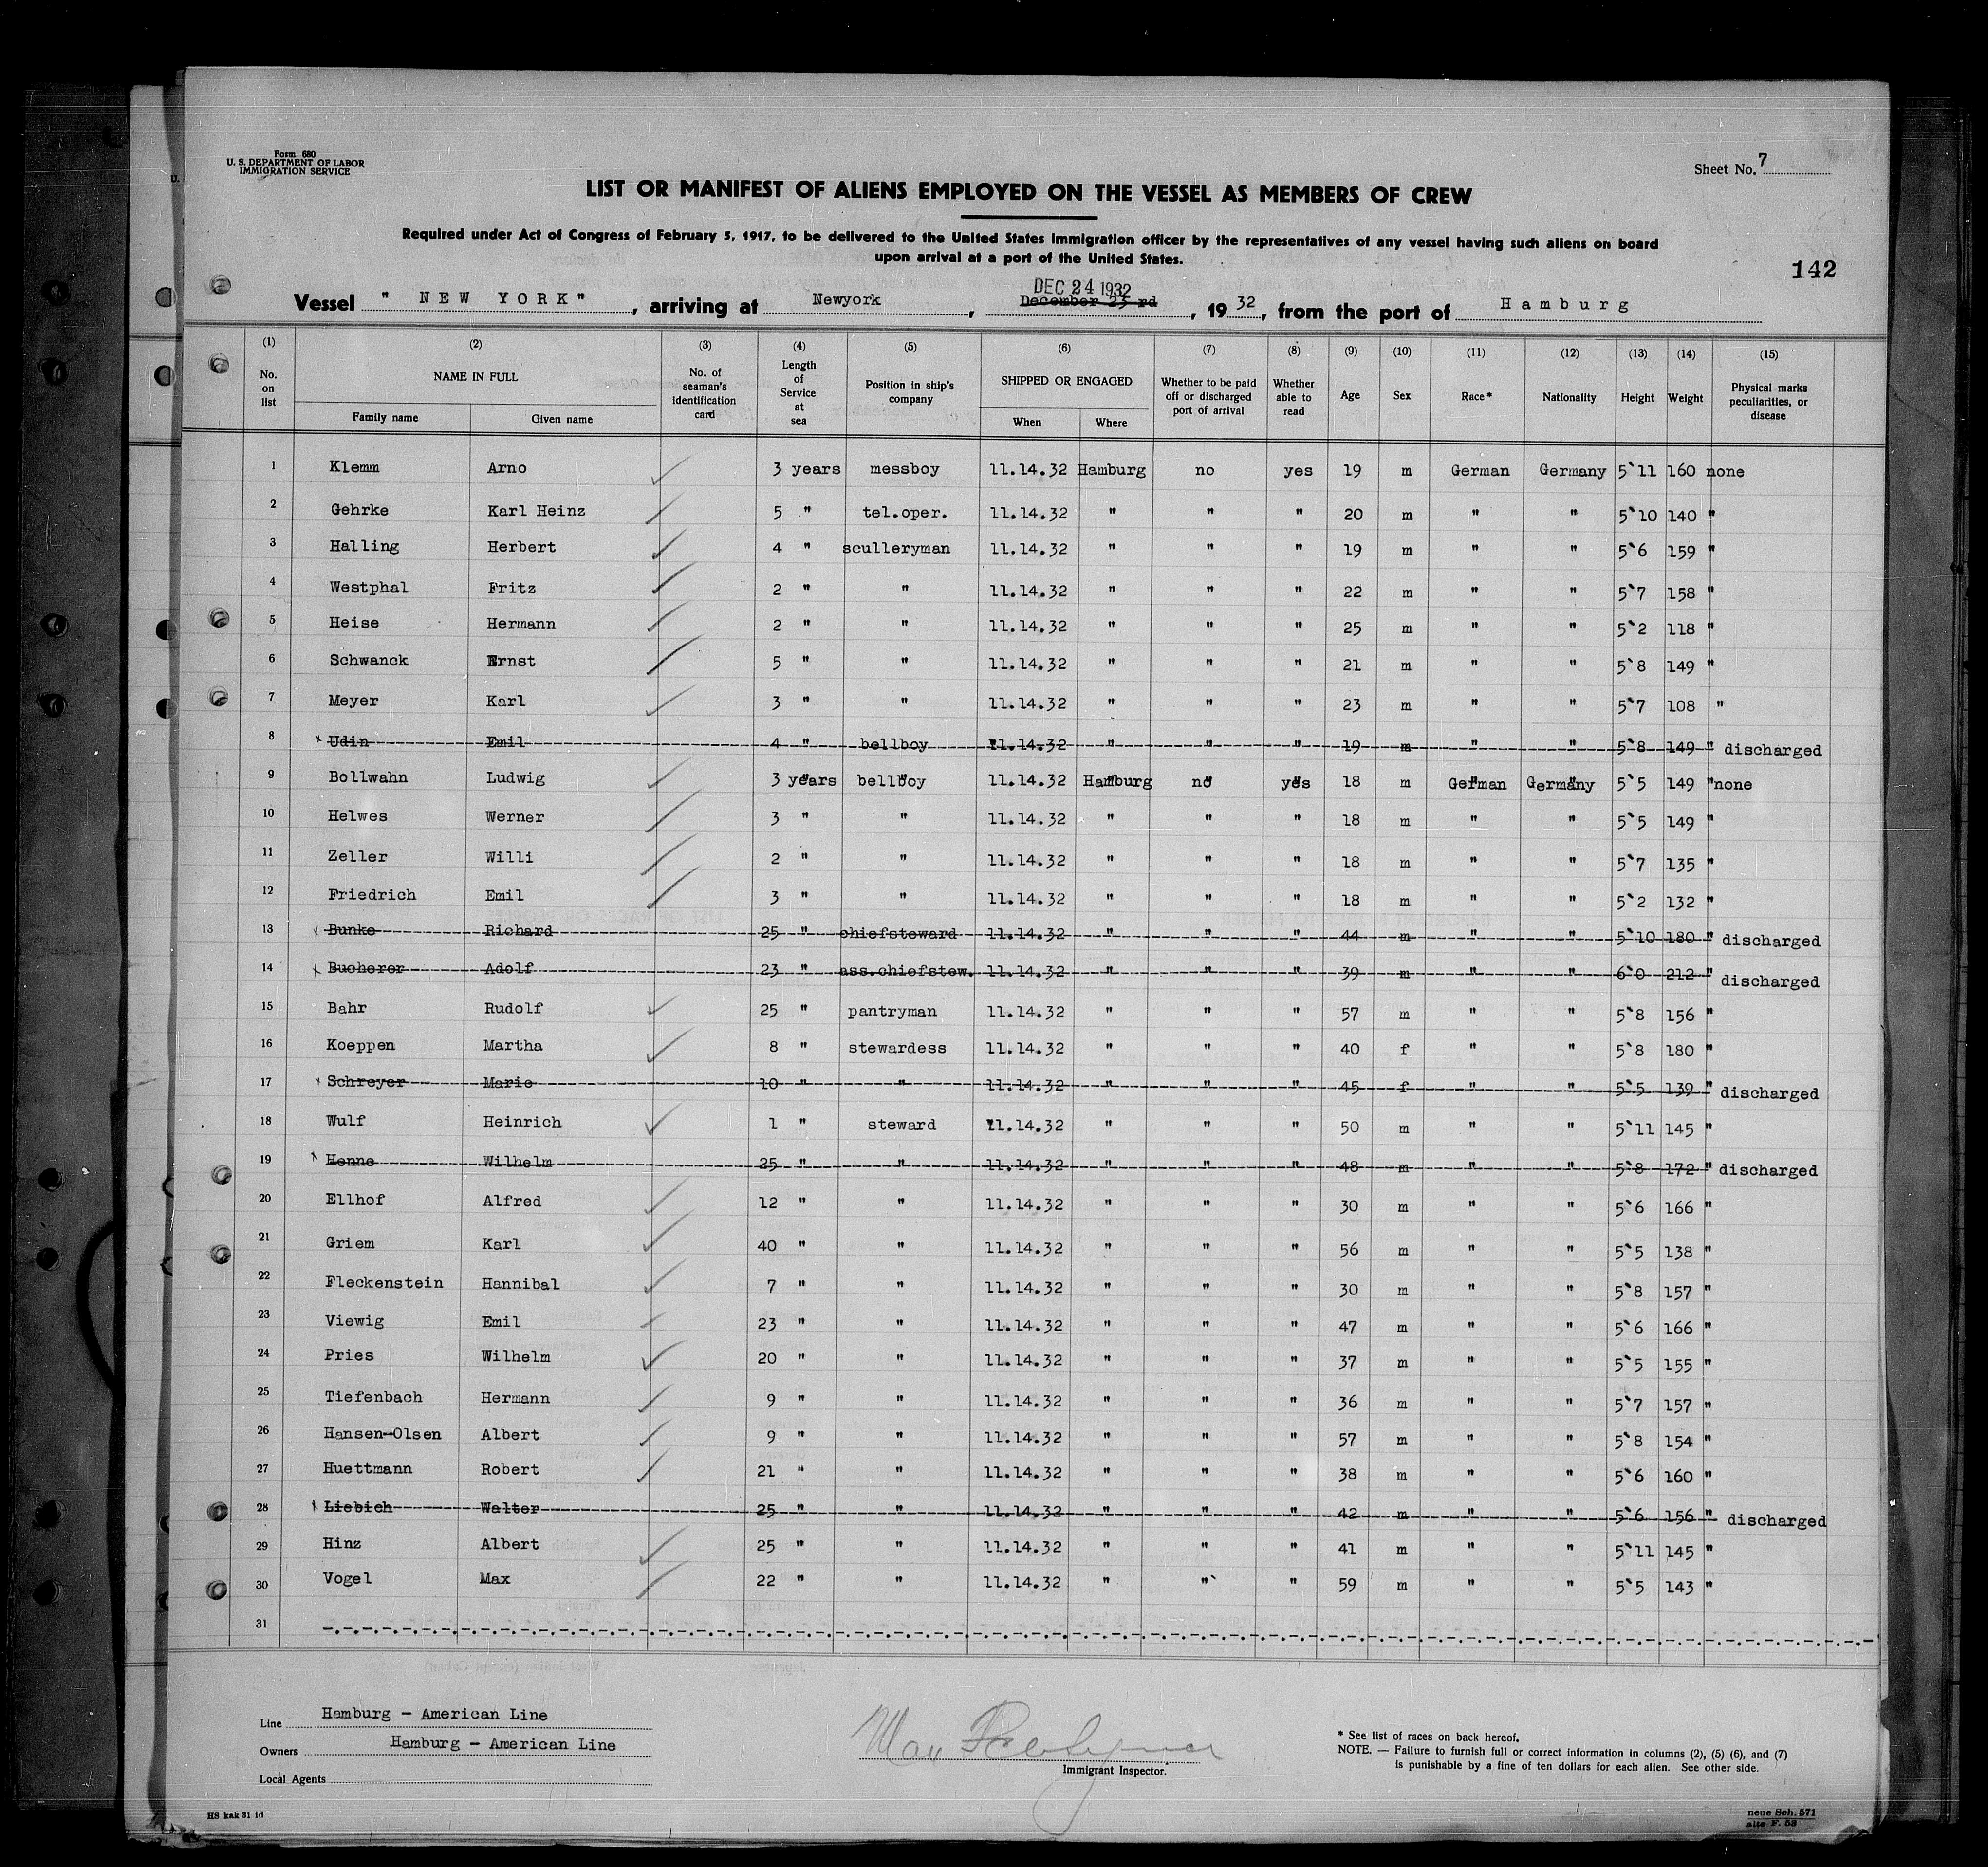 Form 680
U. S. DEPARTMENT OF LABOR
IMMIGRATION SERVICE
Sheet No. 7
LIST OR MANIFEST OF ALIENS EMPLOYED ON THE VESSEL AS MEMBERS OF CREW
Required under Act of Congress of February 5, 1917, to be delivered to the United States Immigration officer by the representatives of any vessel having such aliens on board
upon arrival at a port of the United States.
142
DEC 24 1932
Vessel " NEW YORK", arriving at Newyork, December 23 rd, 1932, from the port of Hamburg
(1) (2) (3) (4) (5) (6) (7) (8) (9) (10) (11) (12) (13) (14) (15)
No. on list NAME IN FULL Family name Given name No. of seaman's identification card Length of Service at sea Position in ship's company SHIPPED OR ENGAGED When Where Whether to be paid off or discharged port of arrival Whether able to read Age Sex Race* Nationality Height Weight Physical marks peculiarities, or disease
1 Klemm Arno 3 years messboy 11.14.32 Hamburg no yes 19 m German Germany 5`11 160 none
2 Gehrke Karl Heinz 5 " tel.oper. 11.14.32 " " " 20 m " " 5`10 140 "
3 Halling Herbert 4 " sculleryman 11.14.32 " " " 19 m " " 5`6 159 "
4 Westphal Fritz 2 " " 11.14.32 " " " 22 m " " 5`7 158 "
5 Heise Hermann 2 " " 11.14.32 " " " 25 m " " 5`2 118 "
6 Schwanck Ernst 5 " " 11.14.32 " " " 21 m " " 5`8 149 "
7 Meyer Karl 3 " " 11.14.32 " " " 23 m " " 5`7 108 "
8 Udin Emil 4 " bellboy 11.14.32 " " " 19 m " " 5`8 149 " discharged
9 Bollwahn Ludwig 3 years bellboy 11.14.32 Hamburg no yes 18 m German Germany 5`5 149 "none
10 Helwes Werner 3 " " 11.14.32 " " " 18 m " " 5`5 149 "
11 Zeller Willi 2 " " 11.14.32 " " " 18 m " " 5`7 135 "
12 Friedrich Emil 3 " " 11.14.32 " " " 18 m " " 5`2 132 "
13 Bunke Richard 25 " chiefsteward 11.14.32 " " " 44 m " " 5`10 180 " discharged
14 Bucherer Adolf 23 " ass.chiefstew. 11.14.32 " " " 39 m " " 6`0 212 " discharged
15 Bahr Rudolf 25 " pantryman 11.14.32 " " " 57 m " " 5`8 156 "
16 Koeppen Martha 8 " stewardess 11.14.32 " " " 40 f " " 5`8 180 "
17 Schreyer Marie 10 " " 11.14.32 " " " 45 f " " 5`5 139 " discharged
18 Wulf Heinrich 1 " steward 11.14.32 " " " 50 m " " 5`11 145 "
19 Henne Wilhelm 25 " " 11.14.32 " " " 48 m " " 5`8 172 " discharged
20 Ellhof Alfred 12 " " 11.14.32 " " " 30 m " " 5`6 166 "
21 Griem Karl 40 " " 11.14.32 " " " 56 m " " 5`5 138 "
22 Fleckenstein Hannibal 7 " " 11.14.32 " " " 30 m " " 5`8 157 "
23 Viewig Emil 23 " " 11.14.32 " " " 47 m " " 5`6 166 "
24 Pries Wilhelm 20 " " 11.14.32 " " " 37 m " " 5`5 155 "
25 Tiefenbach Hermann 9 " " 11.14.32 " " " 36 m " " 5`7 157 "
26 Hansen-Olsen Albert 9 " " 11.14.32 " " " 57 m " " 5`8 154 "
27 Huettmann Robert 21 " " 11.14.32 " " " 38 m " " 5`6 160 "
28 Liebich Walter 25 " " 11.14.32 " " " 42 m " " 5`6 156 " discharged
29 Hinz Albert 25 " " 11.14.32 " " " 41 m " " 5`11 145 "
30 Vogel Max 22 " " 11.14.32 " " " 59 m " " 5`5 143 "
31
Line Hamburg - American Line
Owners Hamburg - American Line
Local Agents
Max
Immigrant Inspector.
* See list of races on back hereof.
NOTE. — Failure to furnish full or correct information in columns (2), (5) (6), and (7)
is punishable by a fine of ten dollars for each alien. See other side.
HS kak 31 1d
neue Sch. 571
alte F. 58